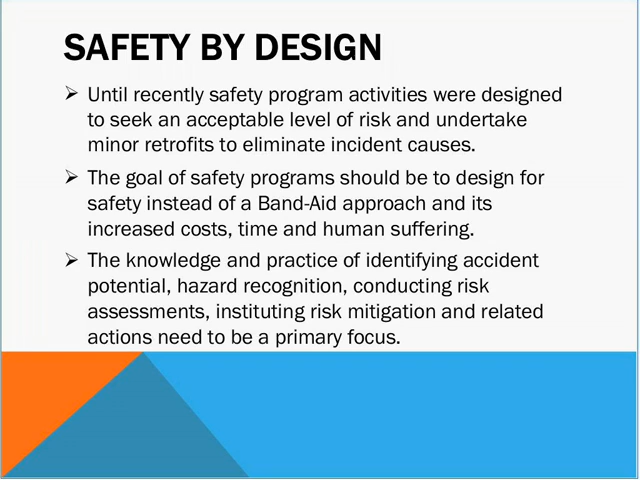 SAFETY BY DESIGN
➢ Until recently safety program activities were designed
to seek an acceptable level of risk and undertake
minor retrofits to eliminate incident causes.
➢ The goal of safety programs should be to design for
safety instead of a Band-Aid approach and its
increased costs, time and human suffering.
➢ The knowledge and practice of identifying accident
potential, hazard recognition, conducting risk
assessments, instituting risk mitigation and related
actions need to be a primary focus.